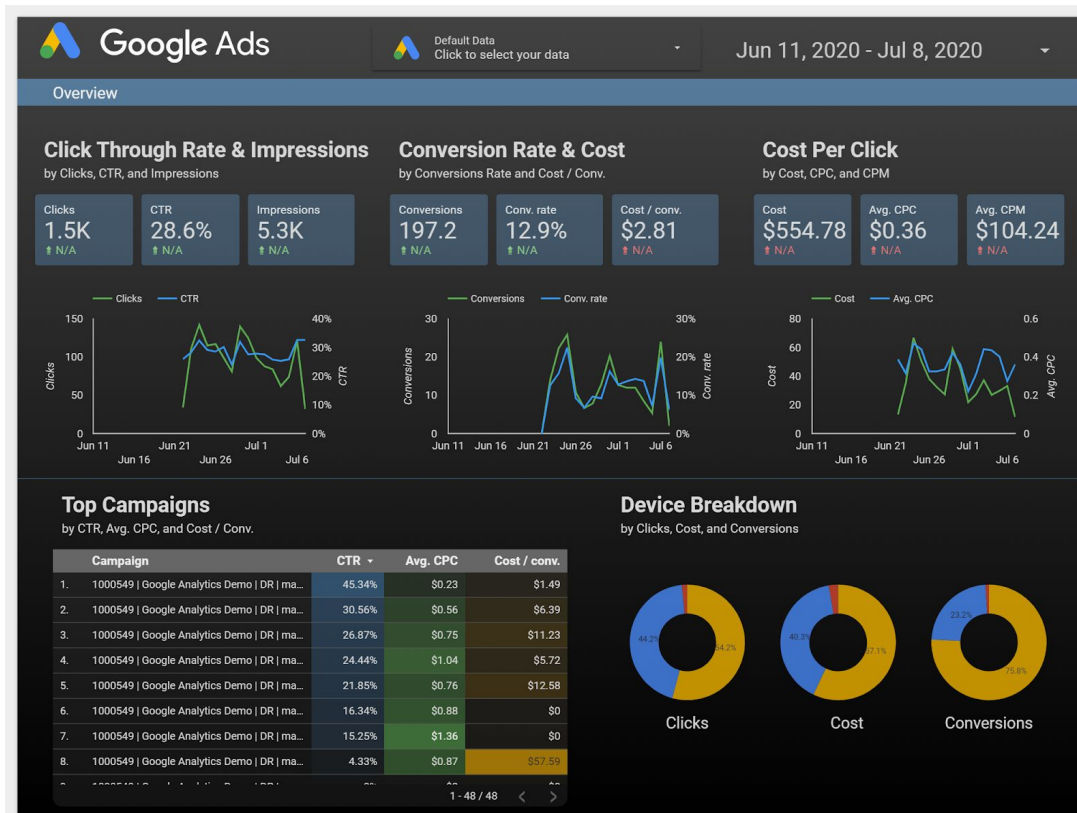 Google Ads
Default Data
Click to select your data
Jun 11, 2020 - Jul 8, 2020
Overview
Click Through Rate & Impressions
by Clicks, CTR, and Impressions
Clicks
1.5K
N/A
CTR
28.6%
N/A
Impressions
5.3K
N/A
Conversion Rate & Cost
by Conversions Rate and Cost / Conv.
Conversions
197.2
N/A
Conv. rate
12.9%
N/A
Cost / conv.
$2.81
N/A
Cost Per Click
by Cost, CPC, and CPM
Cost
$554.78
N/A
Avg. CPC
$0.36
N/A
Avg. CPM
$104.24
N/A
Clicks CTR
150
100
50
0
Clicks
40%
30%
20%
10%
0%
CTR
Jun 11 Jun 21 Jul 1
Jun 16 Jun 26 Jul 6
Conversions Conv. rate
30
20
10
0
Conversions
30%
20%
10%
0%
Conv. rate
Jun 11 Jun 16 Jun 21 Jun 26 Jul 1 Jul 6
Cost Avg. CPC
80
60
40
20
0
Cost
0.6
0.4
0.2
0
Avg. CPC
Jun 11 Jun 21 Jul 1
Jun 16 Jun 26 Jul 6
Top Campaigns
by CTR, Avg. CPC, and Cost / Conv.
Campaign CTR Avg. CPC Cost / conv.
1. 1000549 | Google Analytics Demo | DR | ma... 45.34% $0.23 $1.49
2. 1000549 | Google Analytics Demo | DR | ma... 30.56% $0.56 $6.39
3. 1000549 | Google Analytics Demo | DR | ma... 26.87% $0.75 $11.23
4. 1000549 | Google Analytics Demo | DR | ma... 24.44% $1.04 $5.72
5. 1000549 | Google Analytics Demo | DR | ma... 21.85% $0.76 $12.58
6. 1000549 | Google Analytics Demo | DR | ma... 16.34% $0.88 $0
7. 1000549 | Google Analytics Demo | DR | ma... 15.25% $1.36 $0
8. 1000549 | Google Analytics Demo | DR | ma... 4.33% $0.87 $57.59
1 - 48 / 48
Device Breakdown
by Clicks, Cost, and Conversions
44.2%
54.2%
Clicks
40.3%
57.1%
Cost
23.2%
75.8%
Conversions